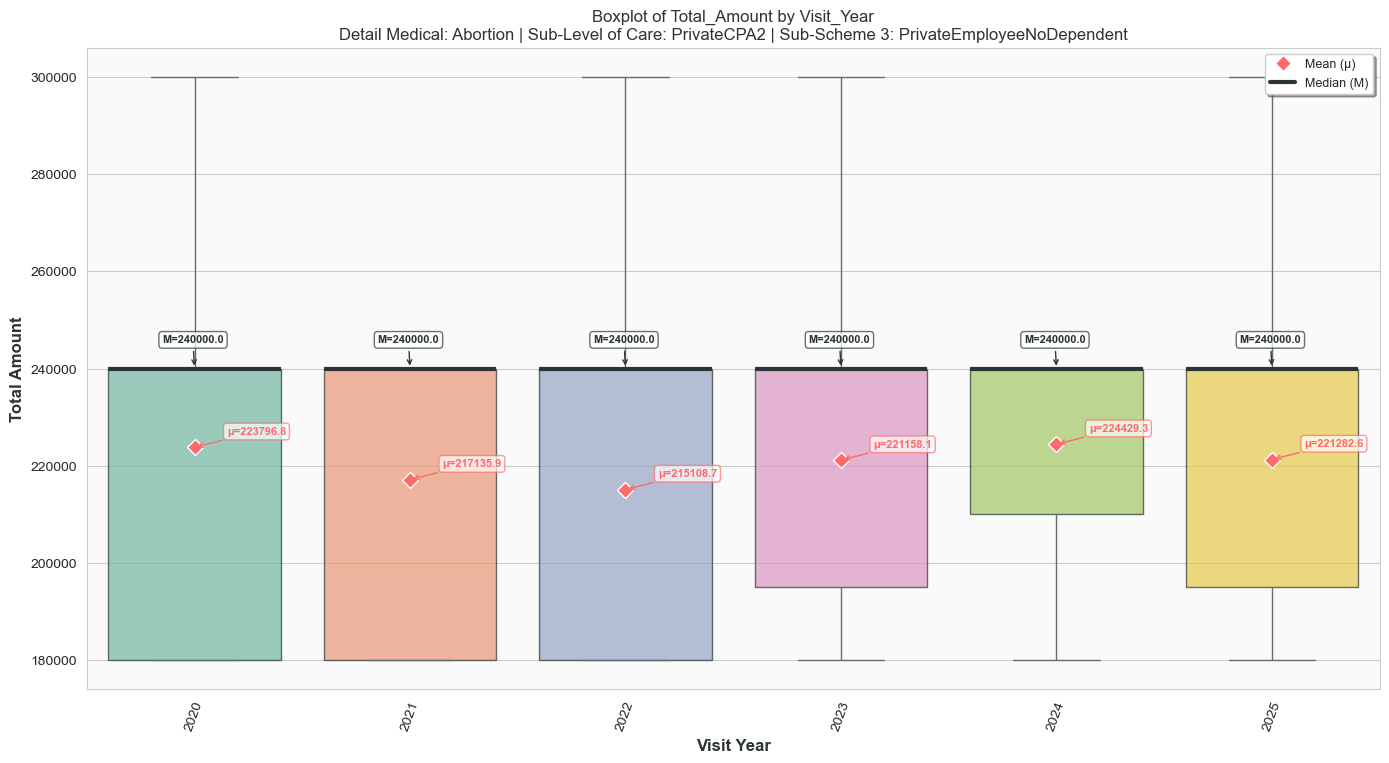 Boxplot of Total_Amount by Visit_Year
Detail Medical: Abortion | Sub-Level of Care: PrivateCPA2 | Sub-Scheme 3: PrivateEmployeeNoDependent
Mean (μ)
Median (M)
Total Amount
300000
280000
260000
240000
220000
200000
180000
M=240000.0
M=240000.0
M=240000.0
M=240000.0
M=240000.0
M=240000.0
μ=223796.8
μ=217135.9
μ=215108.7
μ=221158.1
μ=224429.3
μ=221282.6
2020
2021
2022
2023
2024
2025
Visit Year